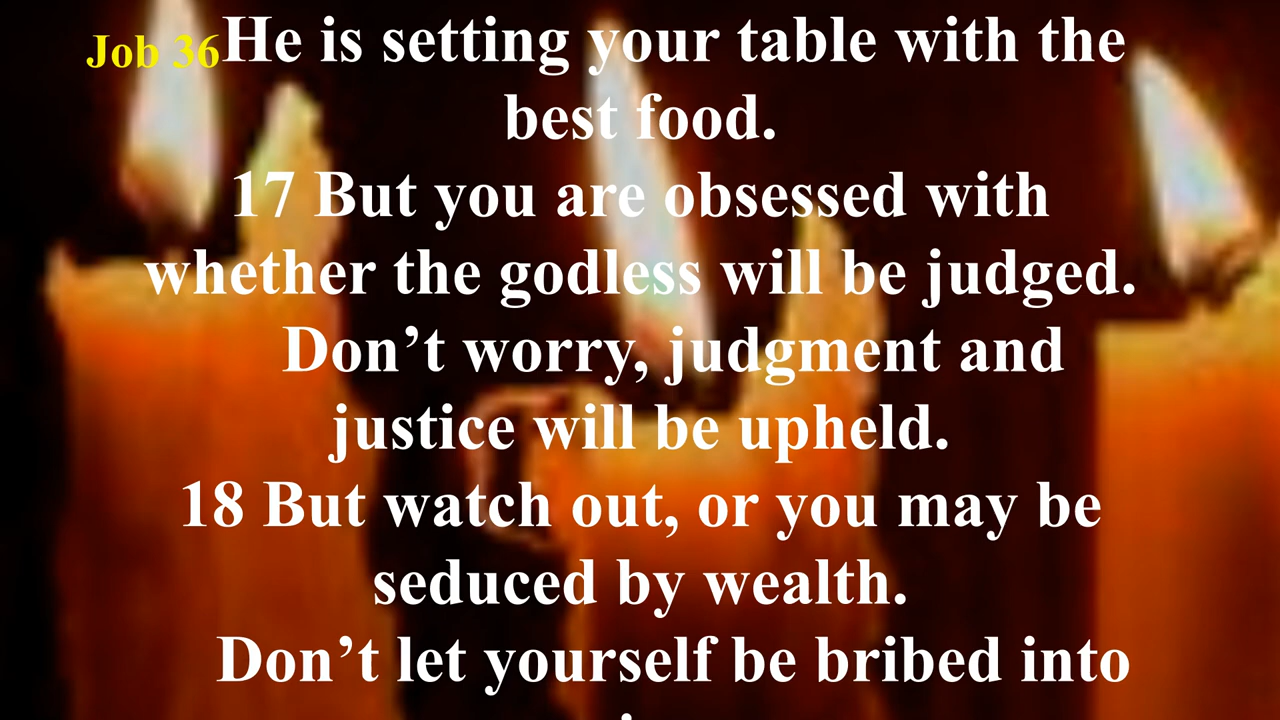 Job 36 He is setting your table with the
best food.
17 But you are obsessed with
whether the godless will be judged.
Don’t worry, judgment and
justice will be upheld.
18 But watch out, or you may be
seduced by wealth.
Don’t let yourself be bribed into